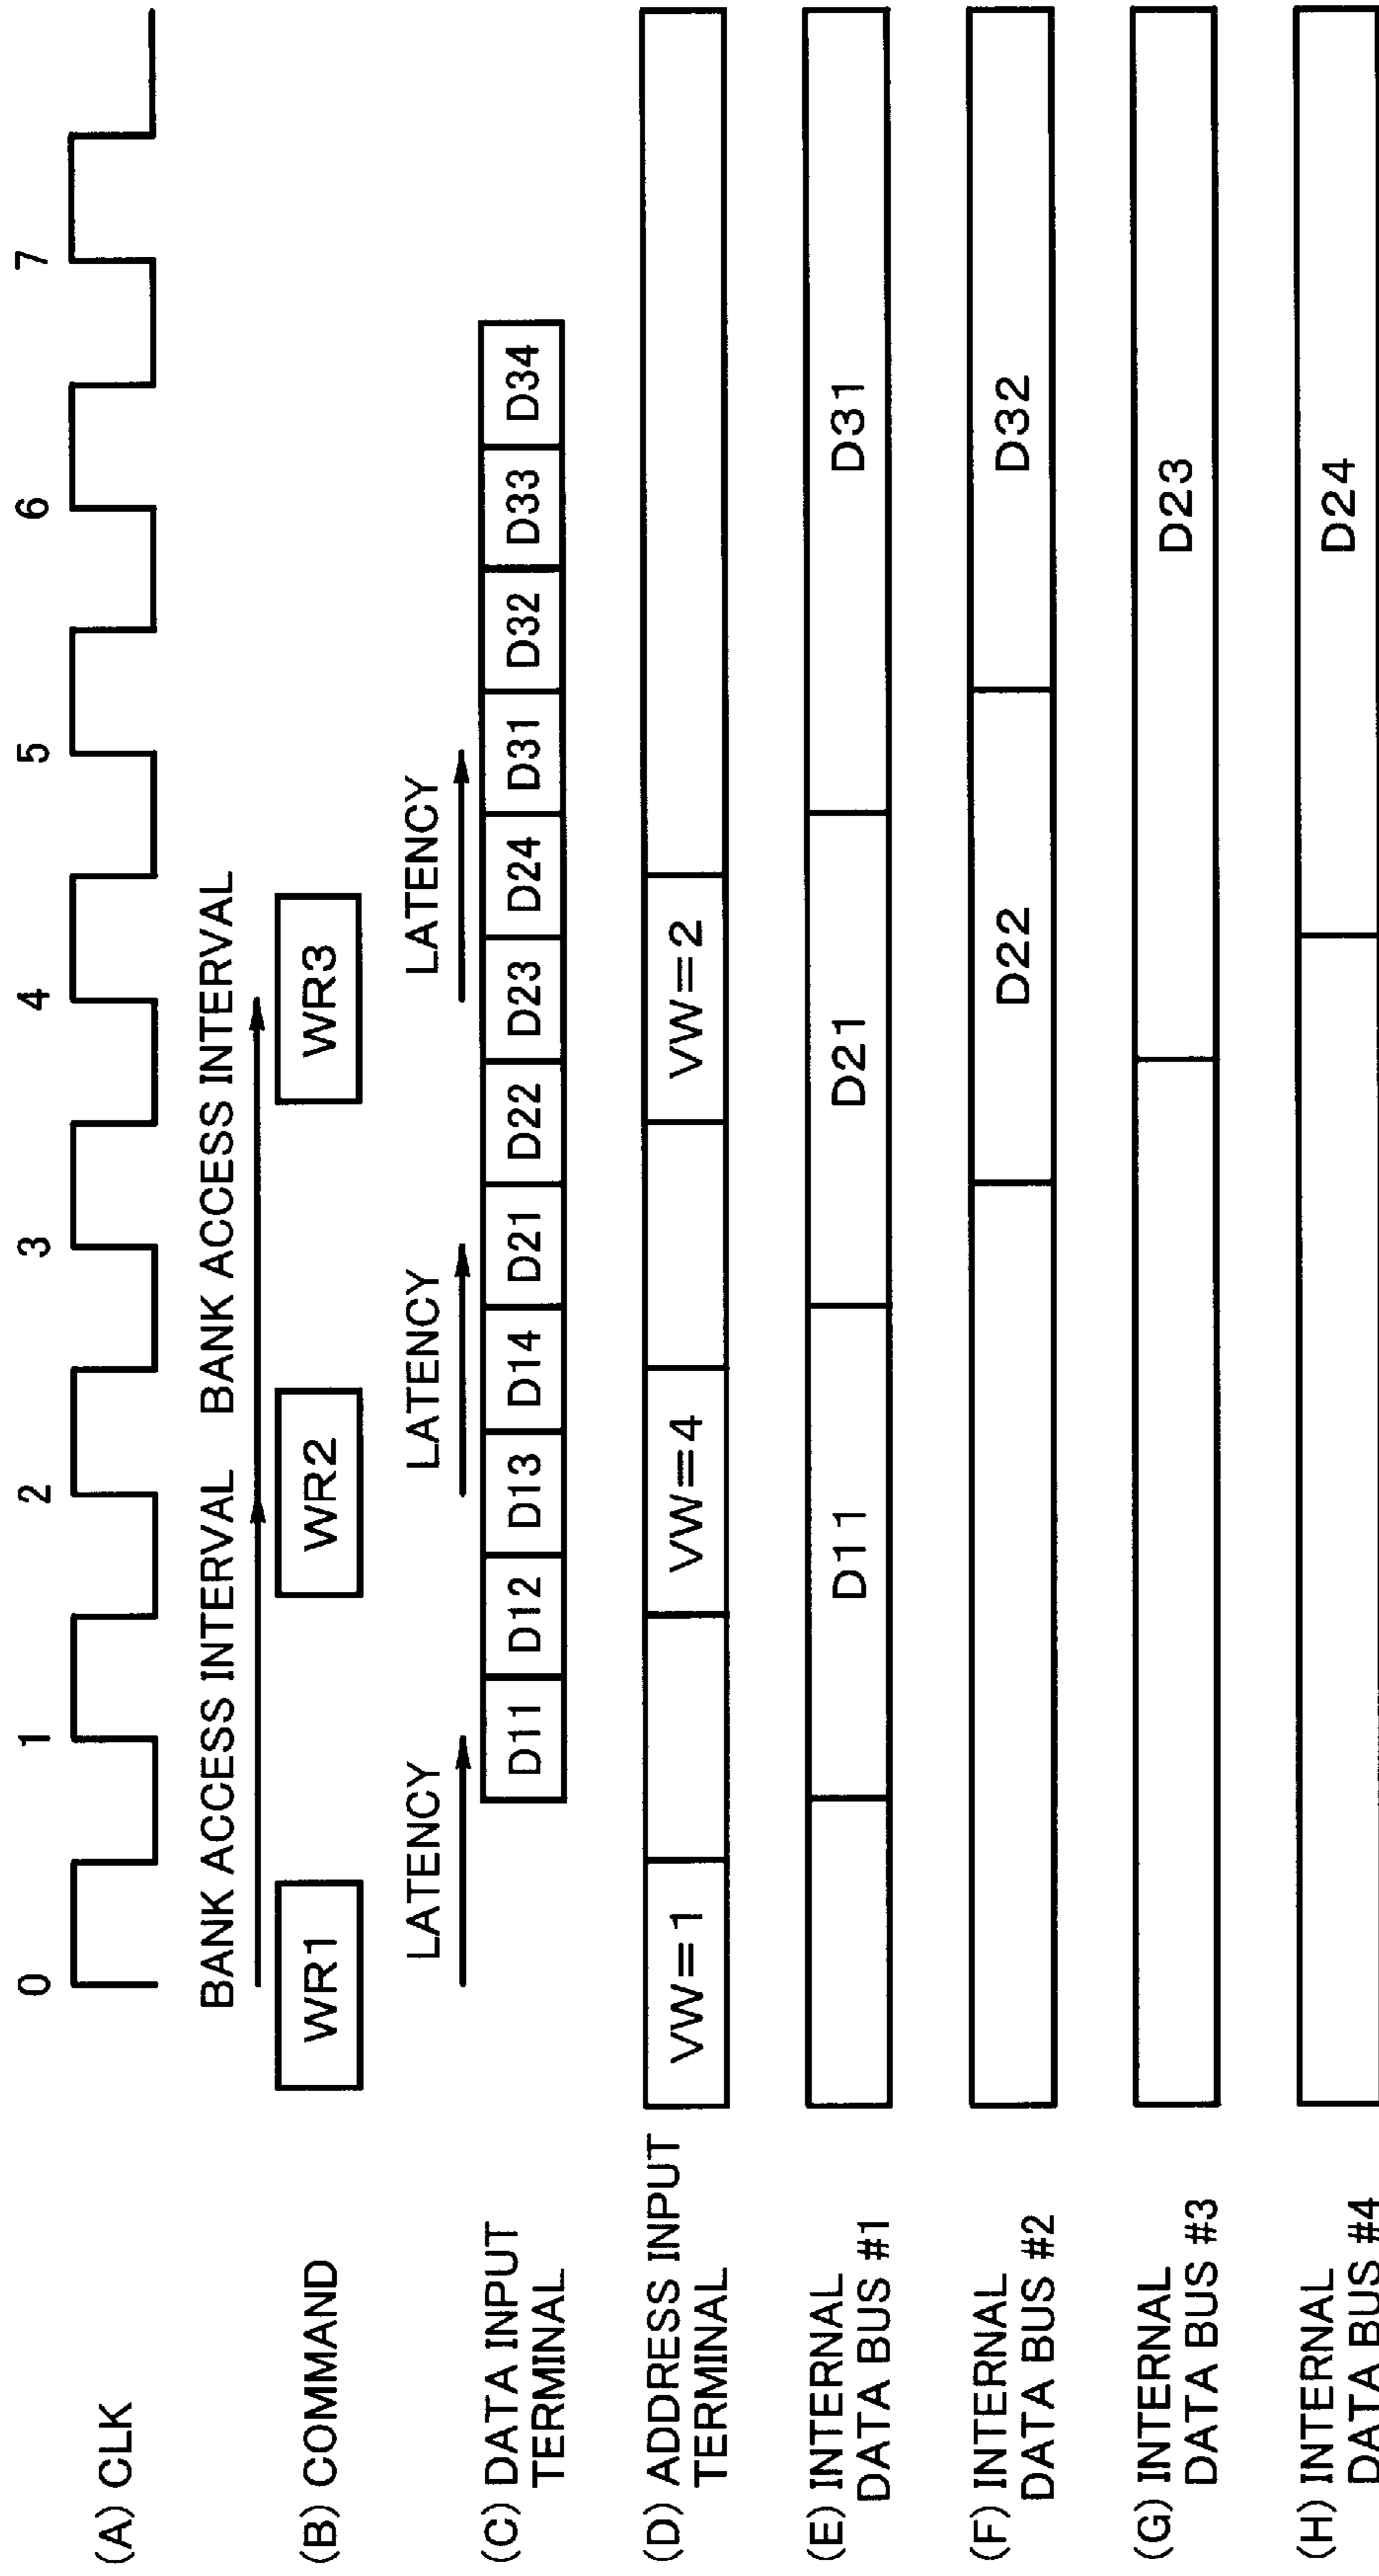 0 1 2 3 4 5 6 7
(A) CLK
BANK ACCESS INTERVAL BANK ACCESS INTERVAL
(B) COMMAND
WR1 WR2 WR3
LATENCY LATENCY LATENCY
(C) DATA INPUT
TERMINAL
D11 D12 D13 D14 D21 D22 D23 D24 D31 D32 D33 D34
(D) ADDRESS INPUT
TERMINAL
VW=1 VW=4 VW=2
(E) INTERNAL
DATA BUS #1
D11 D21 D31
(F) INTERNAL
DATA BUS #2
D22 D32
(G) INTERNAL
DATA BUS #3
D23
(H) INTERNAL
DATA BUS #4
D24